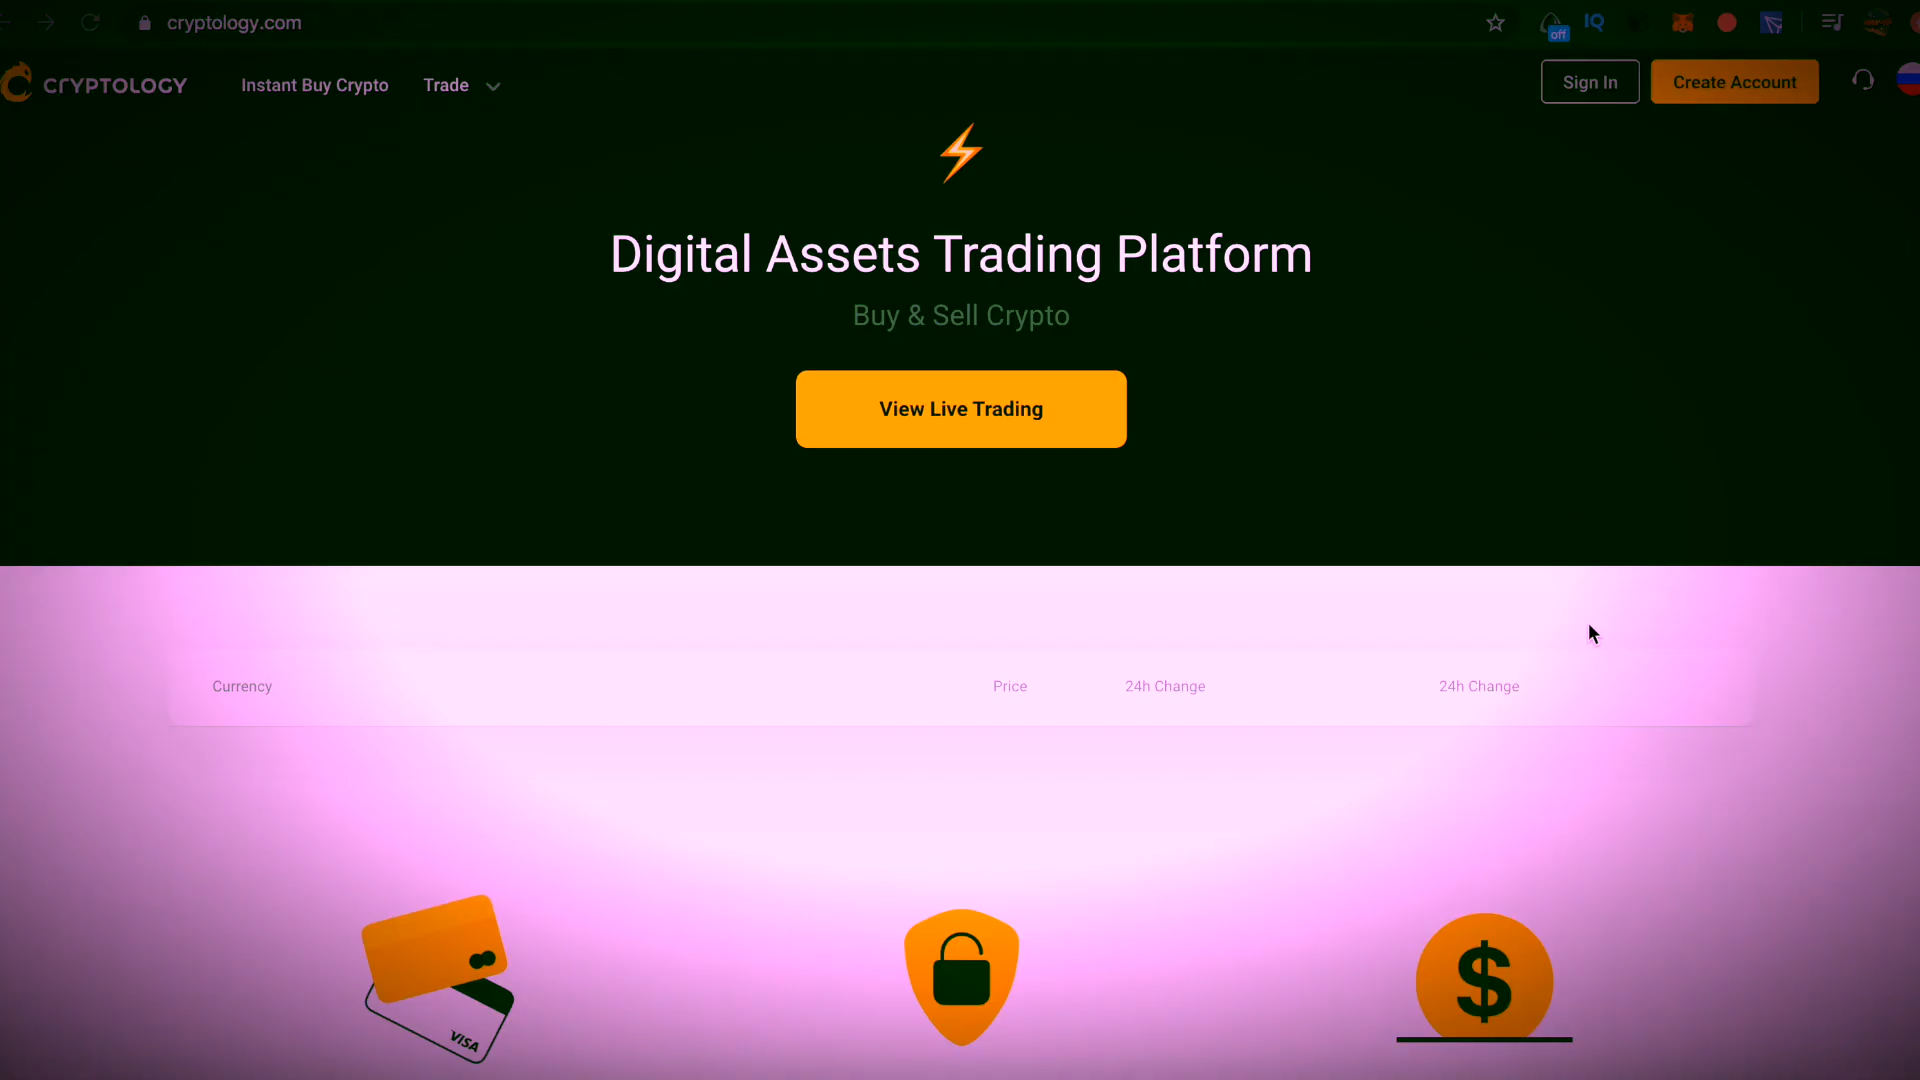 cryptology.com
off
IQ
CRYPTOLOGY
Instant Buy Crypto
Trade
Sign In
Create Account
Digital Assets Trading Platform
Buy & Sell Crypto
View Live Trading
Currency
Price
24h Change
24h Change
VISA
$